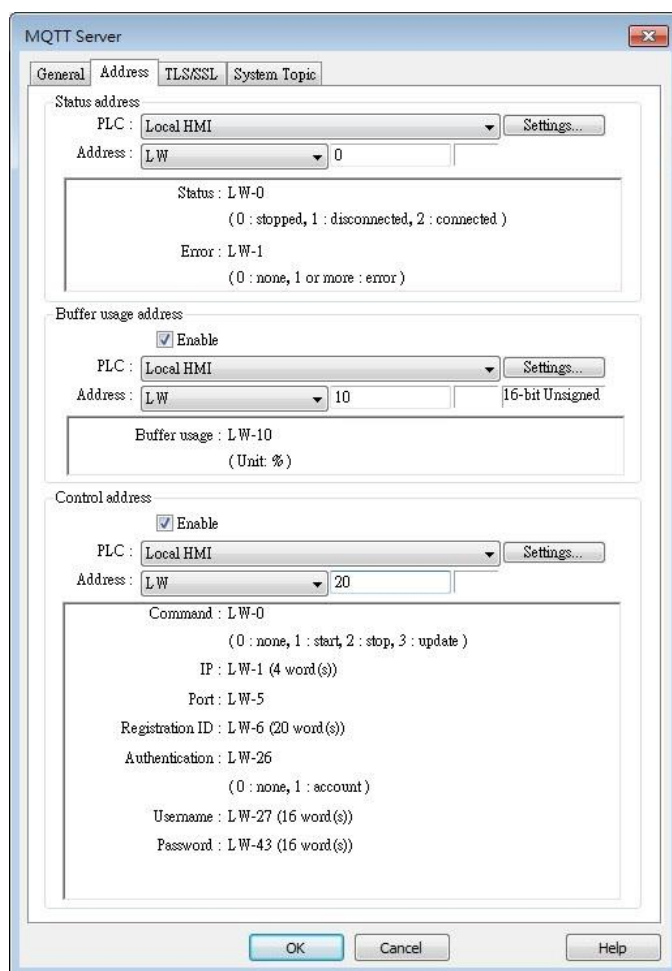 MQTT Server
General Address TLS/SSL System Topic
Status address
PLC : Local HMI Settings...
Address : LW 0
Status : LW-0
( 0 : stopped, 1 : disconnected, 2 : connected )
Error : LW-1
( 0 : none, 1 or more : error )
Buffer usage address
Enable
PLC : Local HMI Settings...
Address : LW 10 16-bit Unsigned
Buffer usage : LW-10
( Unit: % )
Control address
Enable
PLC : Local HMI Settings...
Address : LW 20
Command : LW-0
( 0 : none, 1 : start, 2 : stop, 3 : update )
IP : LW-1 (4 word(s))
Port : LW-5
Registration ID : LW-6 (20 word(s))
Authentication : LW-26
( 0 : none, 1 : account )
Username : LW-27 (16 word(s))
Password : LW-43 (16 word(s))
OK Cancel Help